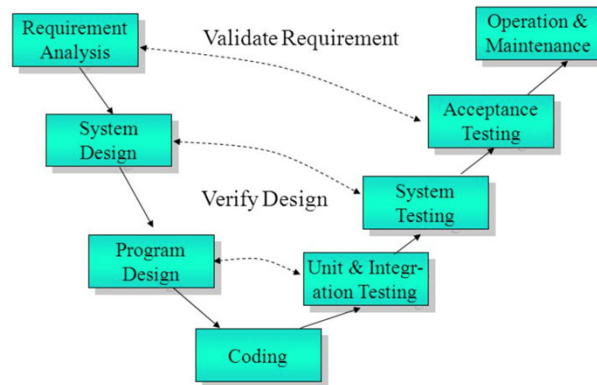 Requirement
Analysis
Validate Requirement
Operation &
Maintenance
System
Design
Acceptance
Testing
Verify Design
System
Testing
Program
Design
Unit & Integr-
ation Testing
Coding